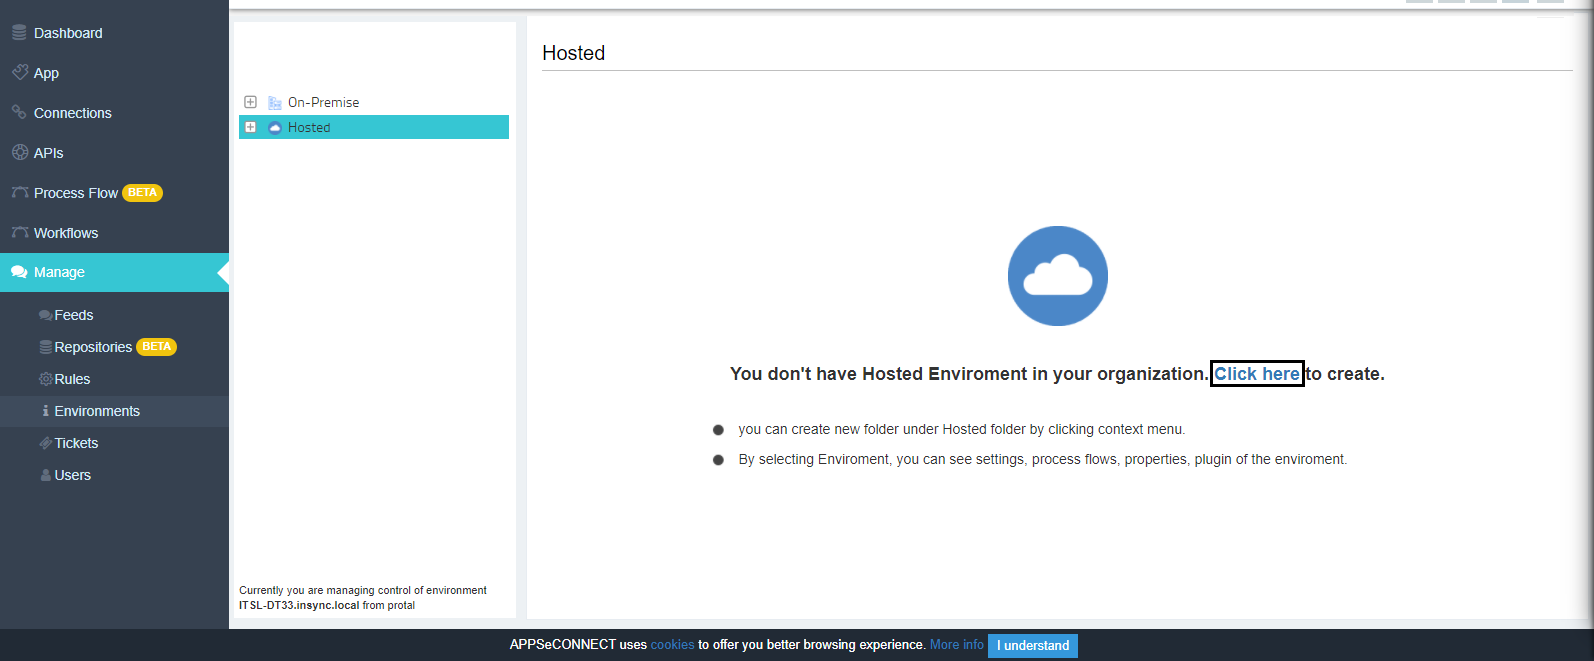 Dashboard
App
Connections
APIs
Process Flow BETA
Workflows
Manage
Feeds
Repositories BETA
Rules
Environments
Tickets
Users
On-Premise
Hosted
Currently you are managing control of environment
ITSL-DT33.insync.local from protal
Hosted
You don't have Hosted Enviroment in your organization. Click here to create.
you can create new folder under Hosted folder by clicking context menu.
By selecting Enviroment, you can see settings, process flows, properties, plugin of the enviroment.
APPSeCONNECT uses cookies to offer you better browsing experience. More info I understand